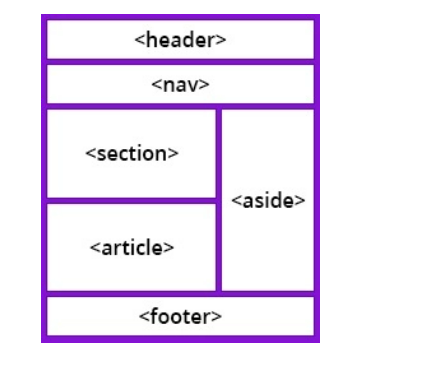 <header>
<nav>
<section>
<aside>
<article>
<footer>